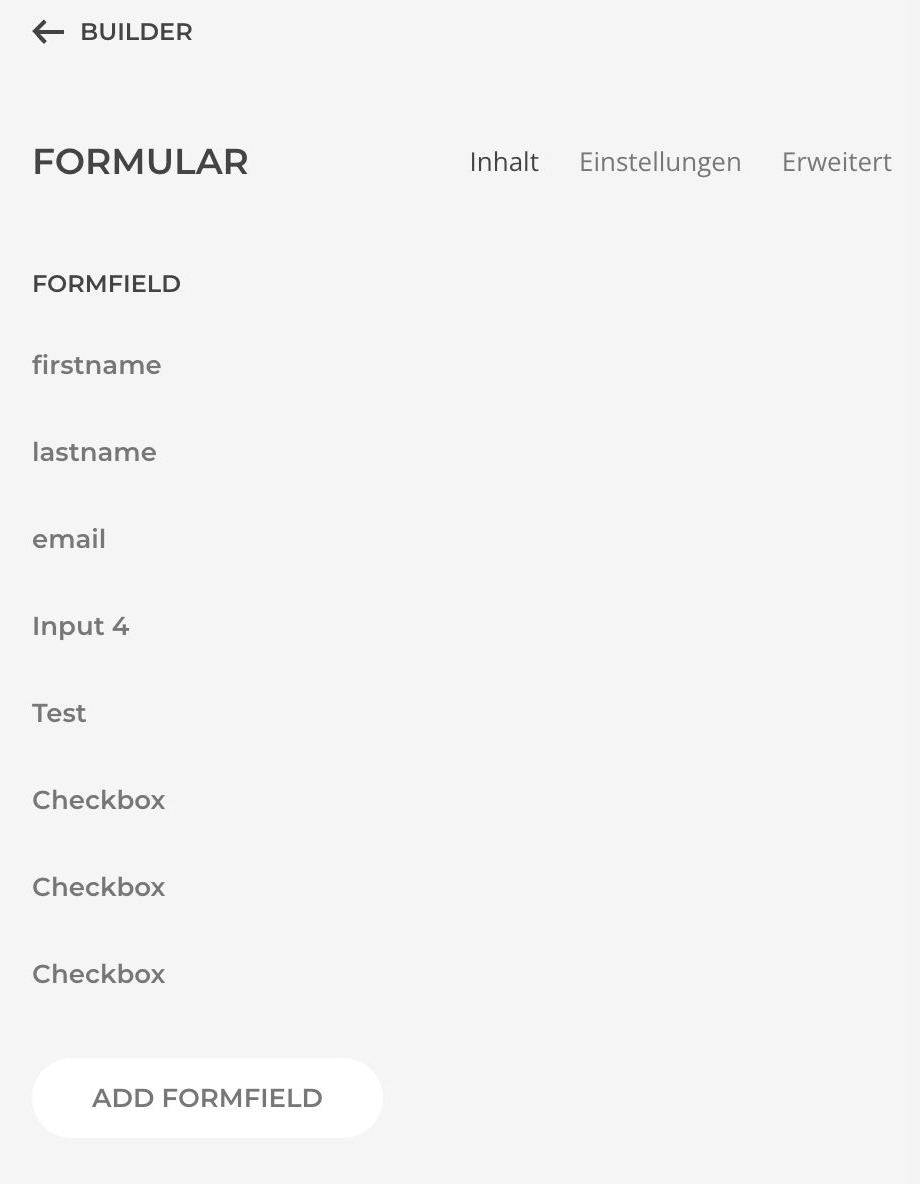 BUILDER
FORMULAR Inhalt Einstellungen Erweitert
FORMFIELD
firstname
lastname
email
Input 4
Test
Checkbox
Checkbox
Checkbox
ADD FORMFIELD